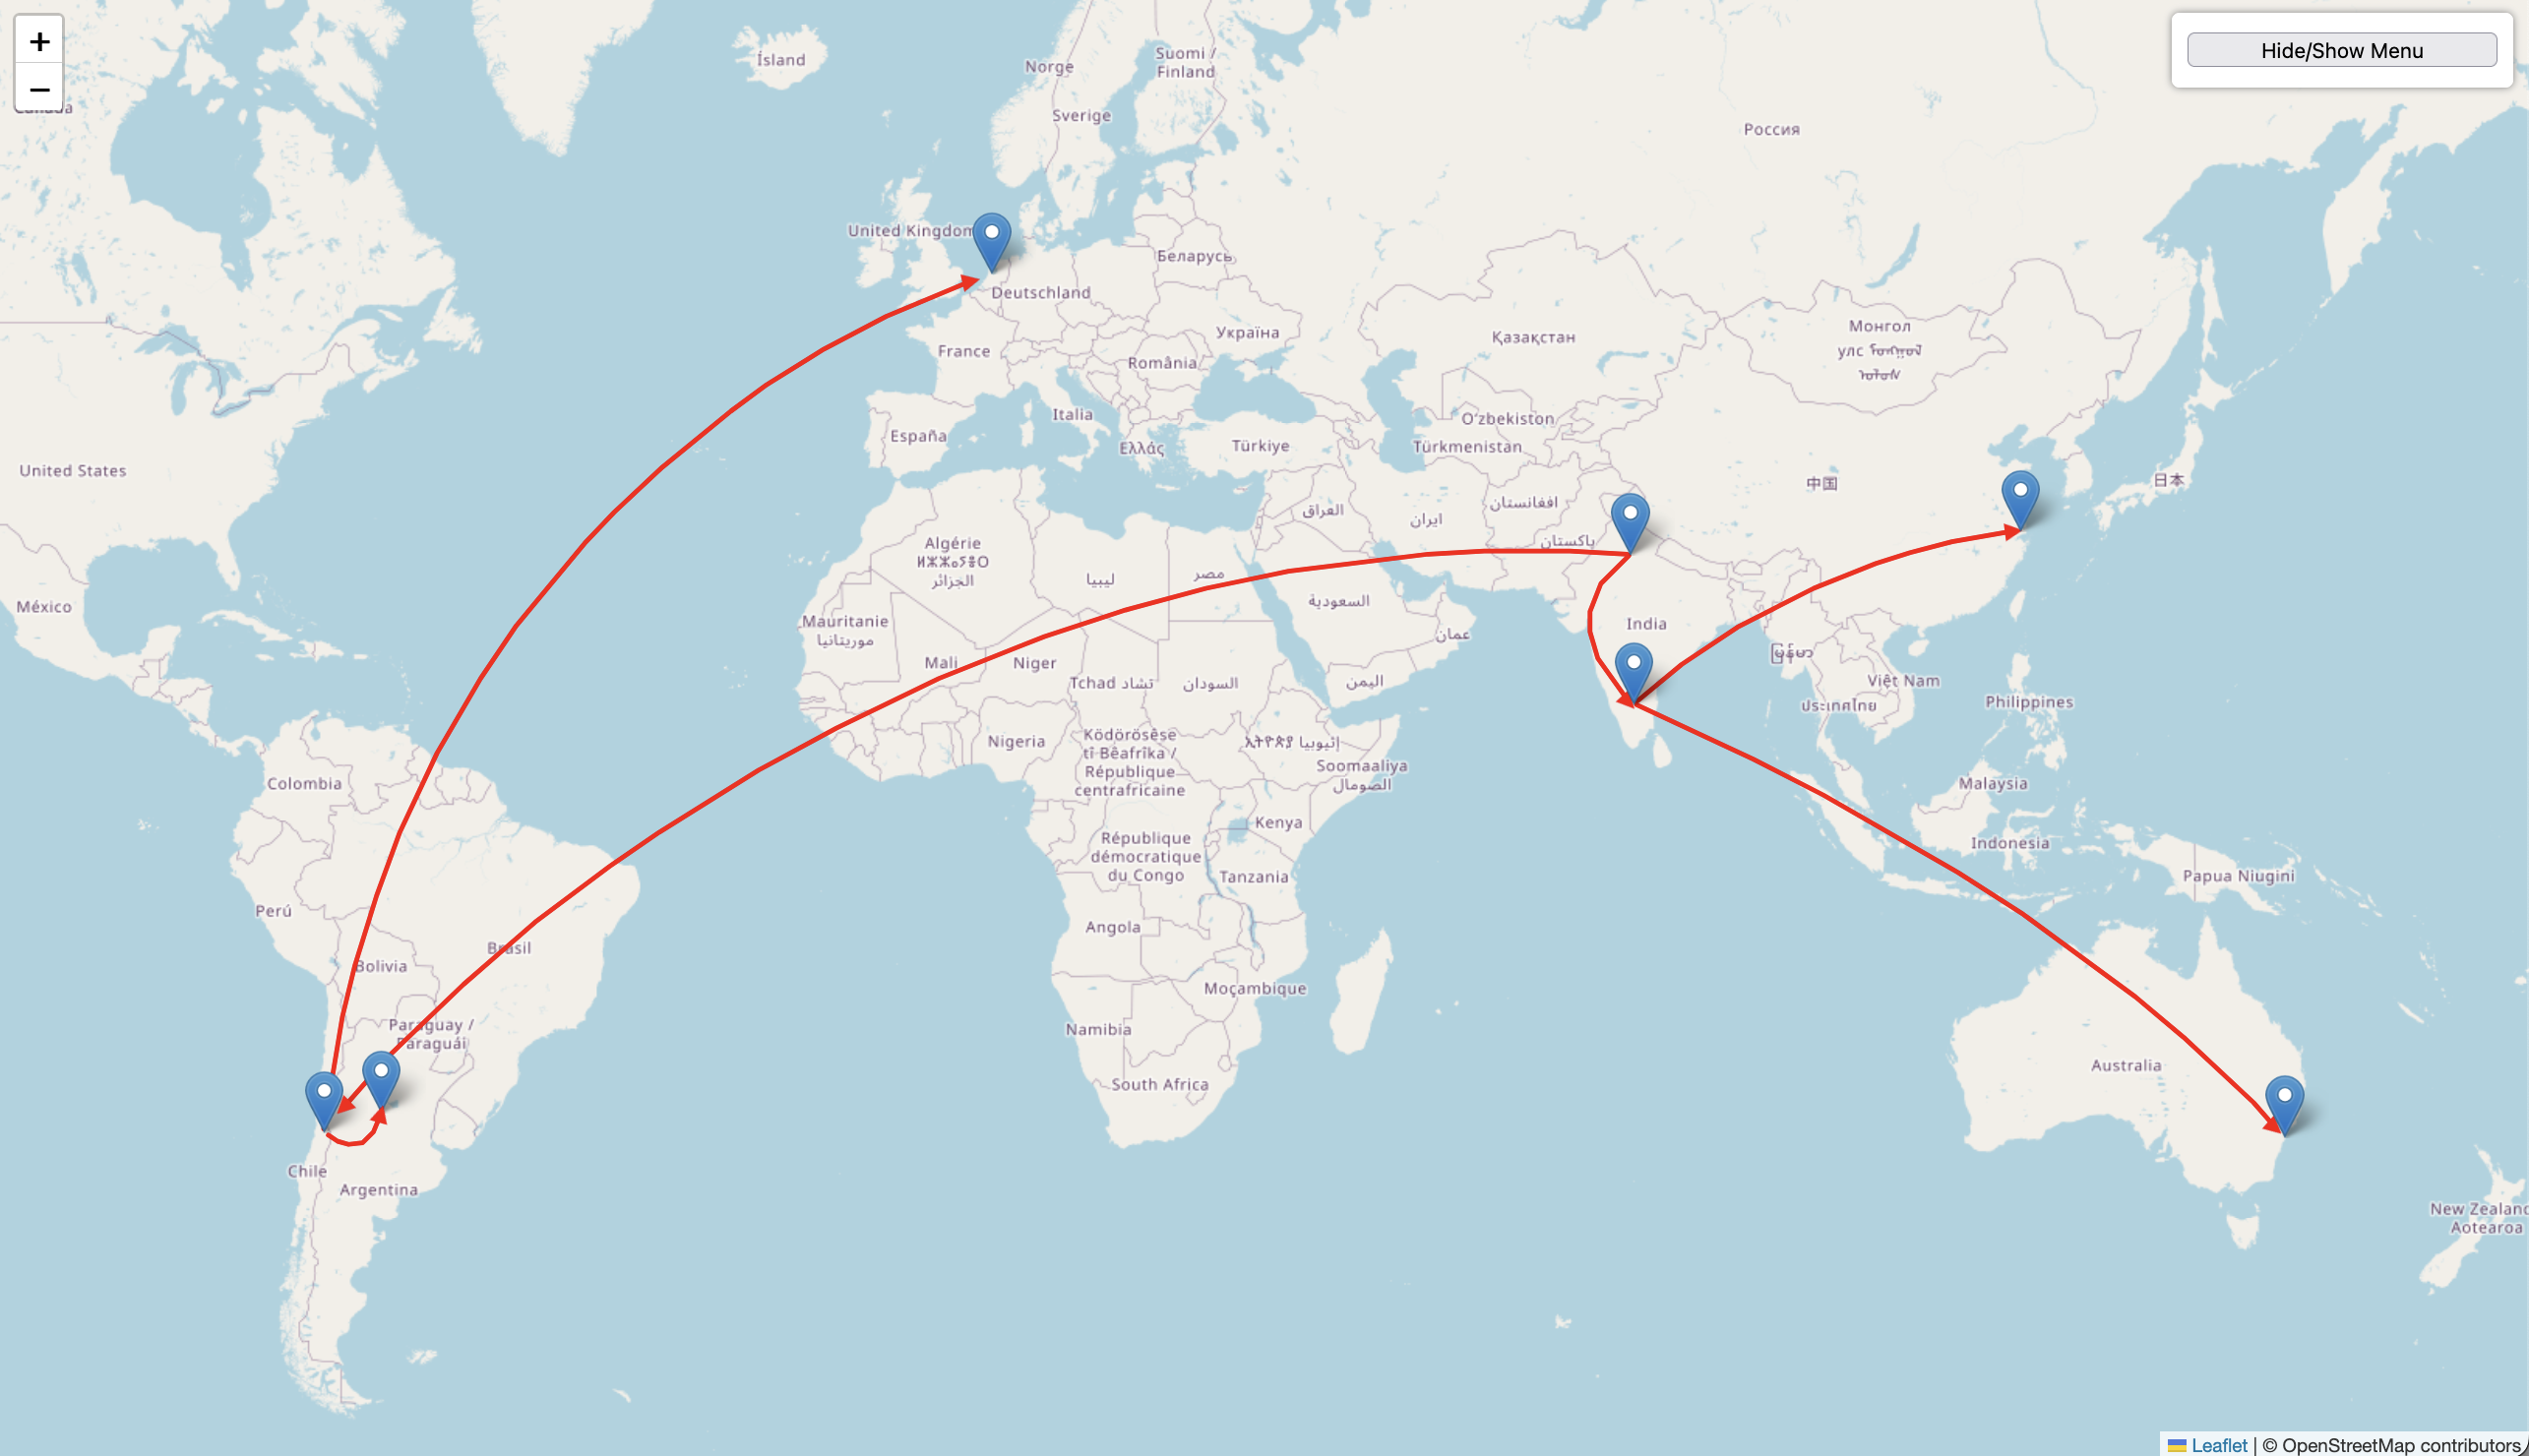 +
−
Hide/Show Menu
Canada
Ísland
Norge
Suomi /
Finland
Sverige
Россия
United Kingdom
Беларусь
Deutschland
Україна
Қазақстан
Монгол
улс
France
România
Italia
España
Ελλάς
Türkiye
O'zbekiston
Türkmenistan
United States
中国
日本
افغانستان
العراق
ایران
پاکستان
Algérie
ⵍⵣⵣⴰⵢⴻⵔ
الجزائر
ليبيا
مصر
السعودية
عمان
México
Mauritanie
موريتانيا
India
Mali
Niger
Tchad تشاد
السودان
اليمن
Việt Nam
ประเทศไทย
Philippines
Nigeria
Ködörösêse
tî Bêafrîka /
République
centrafricaine
ኢትዮጵያ إثيوبيا
Soomaaliya
الصومال
Colombia
Malaysia
Kenya
Indonesia
République
démocratique
du Congo
Tanzania
Papua Niugini
Perú
Angola
Brasil
Bolivia
Moçambique
Paraguay /
Paraguái
Namibia
South Africa
Australia
Chile
Argentina
New Zealand
Aotearoa
Leaflet | © OpenStreetMap contributors